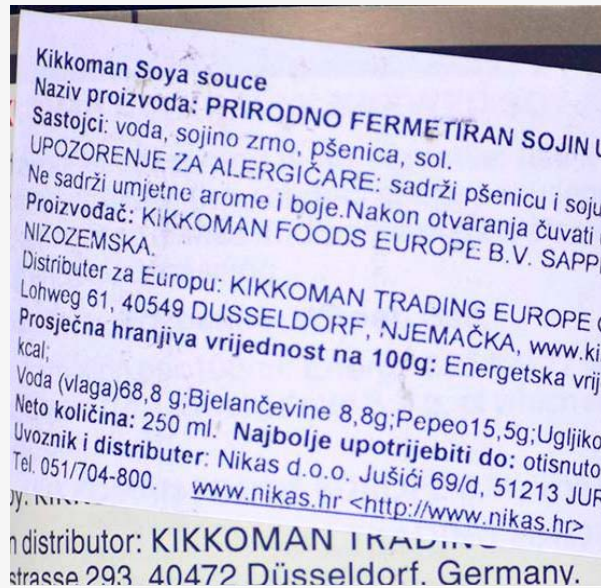 Kikkoman Soya souce
Naziv proizvoda: PRIRODNO FERMETIRAN SOJIN
Sastojci: voda, sojino zrno, pšenica, sol.
UPOZORENJE ZA ALERGIČARE: sadrži pšenicu i soju
Ne sadrži umjetne arome i boje.Nakon otvaranja čuvati
Proizvođač: KiKKOMAN FOODS EUROPE B.V. SAPP
NIZOZEMSKA
Distributer za Europu: KIKKOMAN TRADING EUROPE
Lohweg 61, 40549 DUSSELDORF, NJEMAČKA, www.ki
Prosječna hranjiva vrijednost na 100g: Energetska vrij
kcal;
Voda (vlaga)68,8 g;Bjelančevine 8,8g;Pepeo15,5g;Ugljiko
Neto količina: 250 ml. Najbolje upotrijebiti do: otisnuto
Uvoznik i distributer: Nikas d.o.o. Jušići 69/d, 51213 JUR
Tel. 051/704-800. www.nikas.hr <http://www.nikas.hr>
distributor: KIKKOMAN TRADING
strasse 293, 40472 Düsseldorf, Germany.